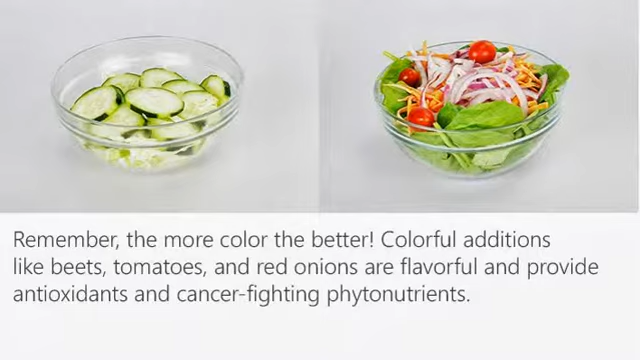 Remember, the more color the better! Colorful additions
like beets, tomatoes, and red onions are flavorful and provide
antioxidants and cancer-fighting phytonutrients.